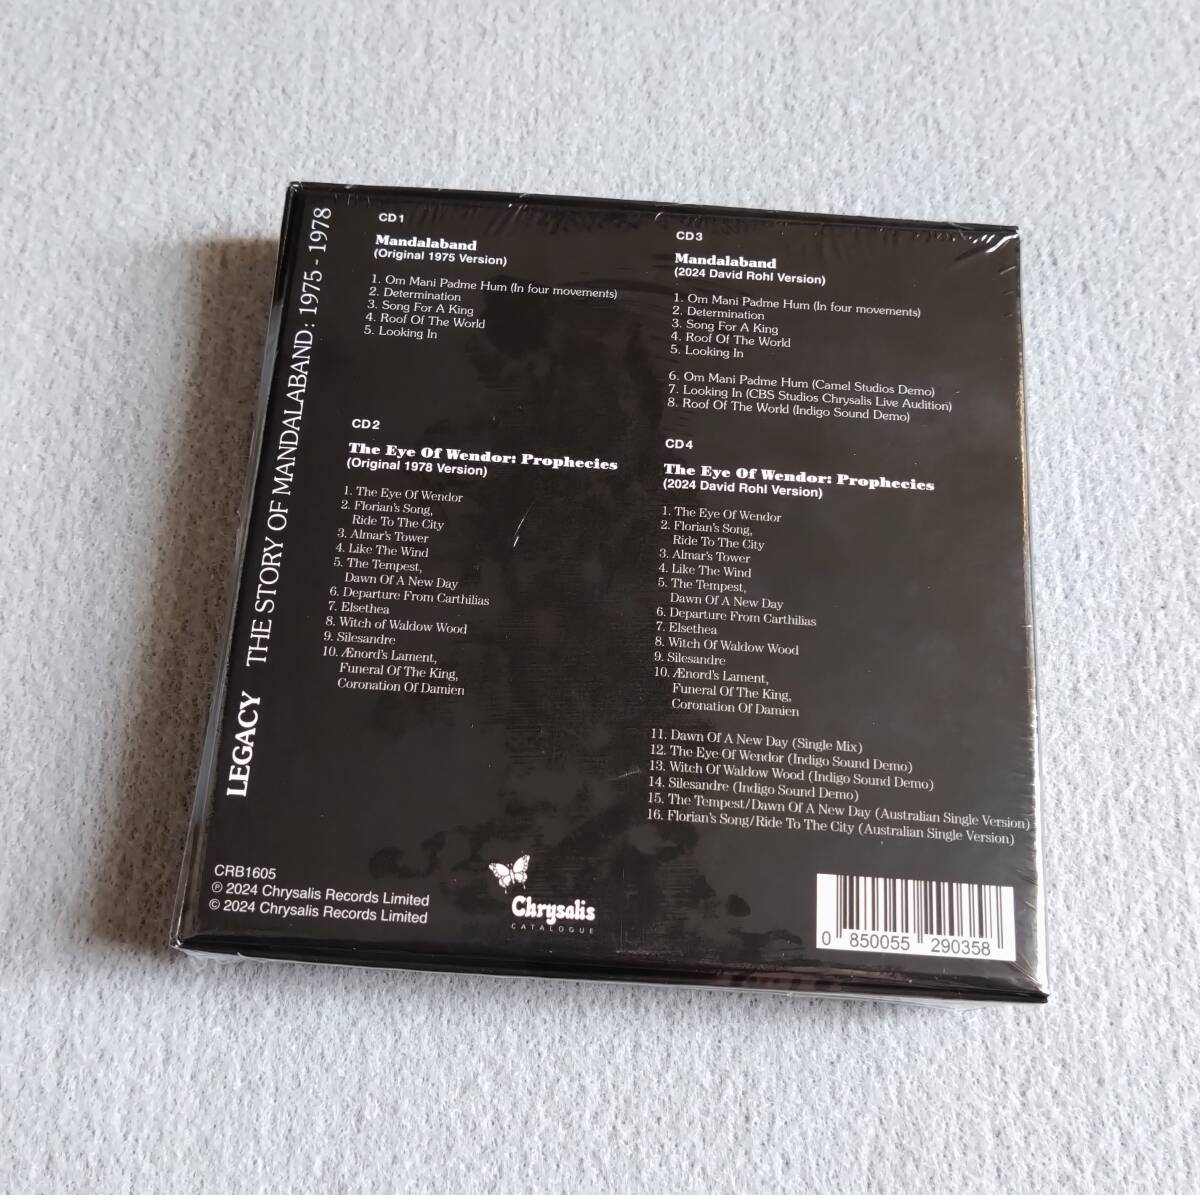 LEGACY THE STORY OF MANDALABAND: 1975 - 1978
CD1
Mandalaband
(Original 1975 Version)
1. Om Mani Padme Hum (In four movements)
2. Determination
3. Song For A King
4. Roof Of The World
5. Looking In
CD2
The Eye Of Wendor: Prophecies
(Original 1978 Version)
1. The Eye Of Wendor
2. Florian's Song,
Ride To The City
3. Almar's Tower
4. Like The Wind
5. The Tempest,
Dawn Of A New Day
6. Departure From Carthilias
7. Elsethea
8. Witch of Waldow Wood
9. Silesandre
10. Ænord's Lament,
Funeral Of The King,
Coronation Of Damien
CD3
Mandalaband
(2024 David Rohl Version)
1. Om Mani Padme Hum (In four movements)
2. Determination
3. Song For A King
4. Roof Of The World
5. Looking In
6. Om Mani Padme Hum (Camel Studios Demo)
7. Looking In (CBS Studios Chrysalis Live Audition)
8. Roof Of The World (Indigo Sound Demo)
CD4
The Eye Of Wendor: Prophecies
(2024 David Rohl Version)
1. The Eye Of Wendor
2. Florian's Song,
Ride To The City
3. Almar's Tower
4. Like The Wind
5. The Tempest,
Dawn Of A New Day
6. Departure From Carthilias
7. Elsethea
8. Witch Of Waldow Wood
9. Silesandre
10. Ænord's Lament,
Funeral Of The King,
Coronation Of Damien
11. Dawn Of A New Day (Single Mix)
12. The Eye Of Wendor (Indigo Sound Demo)
13. Witch Of Waldow Wood (Indigo Sound Demo)
14. Silesandre (Indigo Sound Demo)
15. The Tempest/Dawn Of A New Day (Australian Single Version)
16. Florian's Song/Ride To The City (Australian Single Version)
CRB1605
℗ 2024 Chrysalis Records Limited
© 2024 Chrysalis Records Limited
Chrysalis
CATALOGUE
0 850055 290358